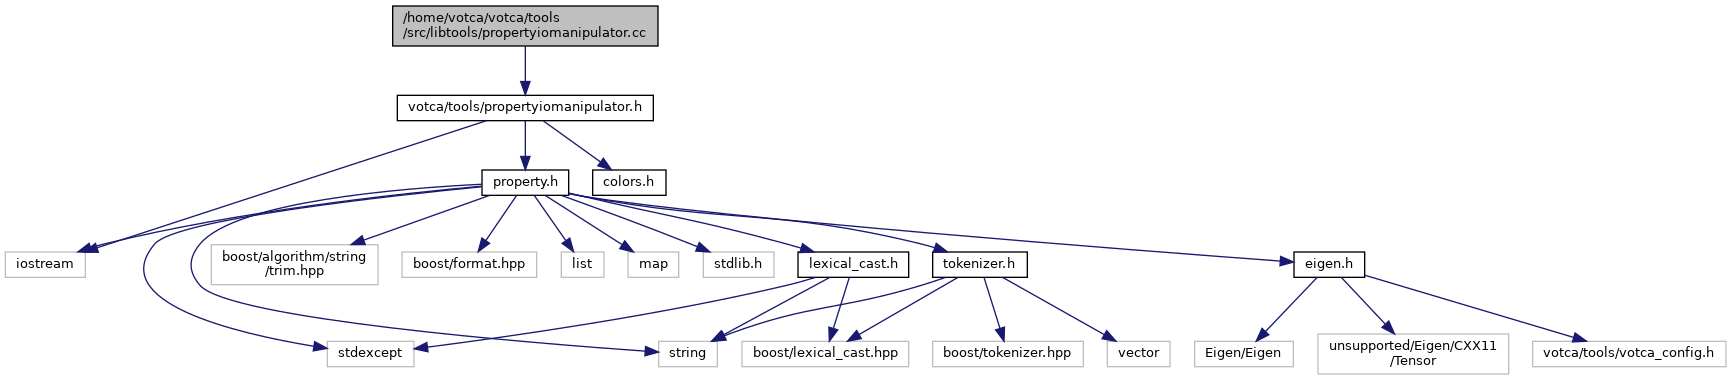 /home/votca/votca/tools
/src/libtools/propertyiomanipulator.cc
votca/tools/propertyiomanipulator.h
property.h
colors.h
iostream
boost/algorithm/string
/trim.hpp
boost/format.hpp
list
map
stdlib.h
lexical_cast.h
tokenizer.h
eigen.h
stdexcept
string
boost/lexical_cast.hpp
boost/tokenizer.hpp
vector
Eigen/Eigen
unsupported/Eigen/CXX11
/Tensor
votca/tools/votca_config.h